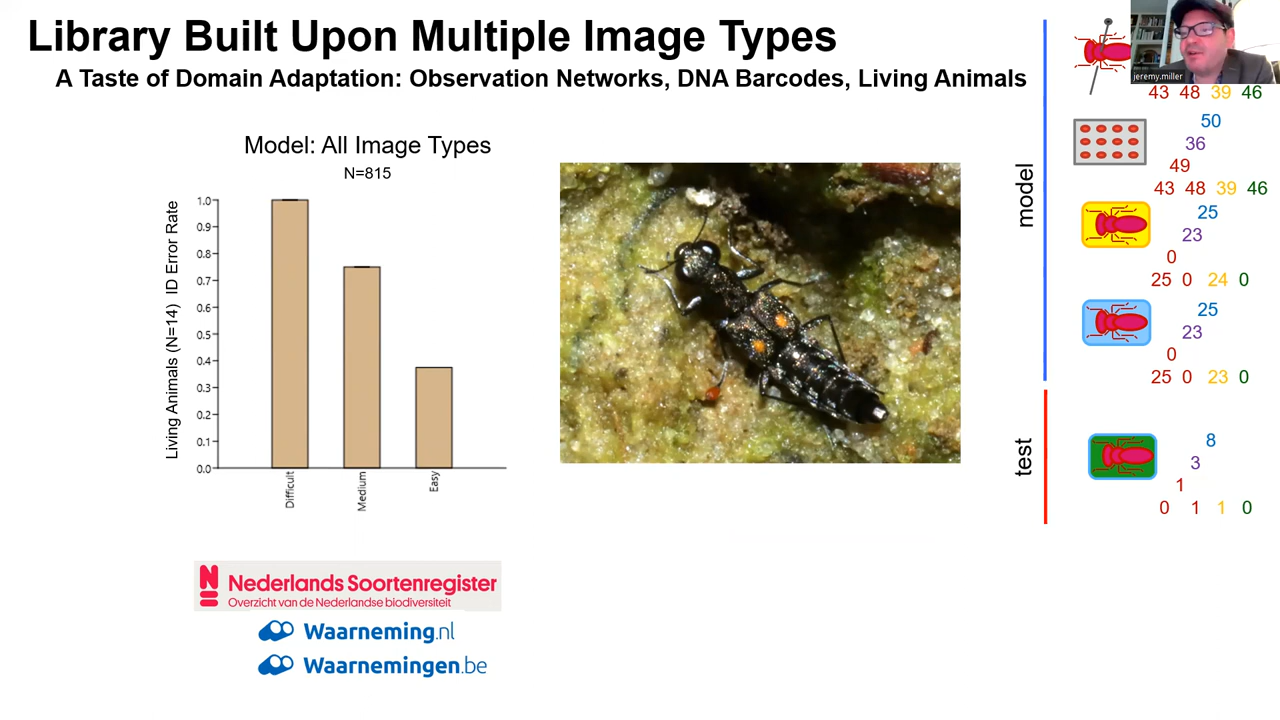 Library Built Upon Multiple Image Types
A Taste of Domain Adaptation: Observation Networks, DNA Barcodes, Living Animals
jeremy.miller
43 48 39 46
Model: All Image Types
N=815
Living Animals (N=14) ID Error Rate
1.0
0.9
0.8
0.7
0.6
0.5
0.4
0.3
0.2
0.1
0.0
Difficult
Medium
Easy
model
50
36
49
43 48 39 46
25
23
0
25 0 24 0
25
23
0
25 0 23 0
test
8
3
1
0 1 1 0
Nederlands Soortenregister
Overzicht van de Nederlandse biodiversiteit
Waarneming.nl
Waarnemingen.be